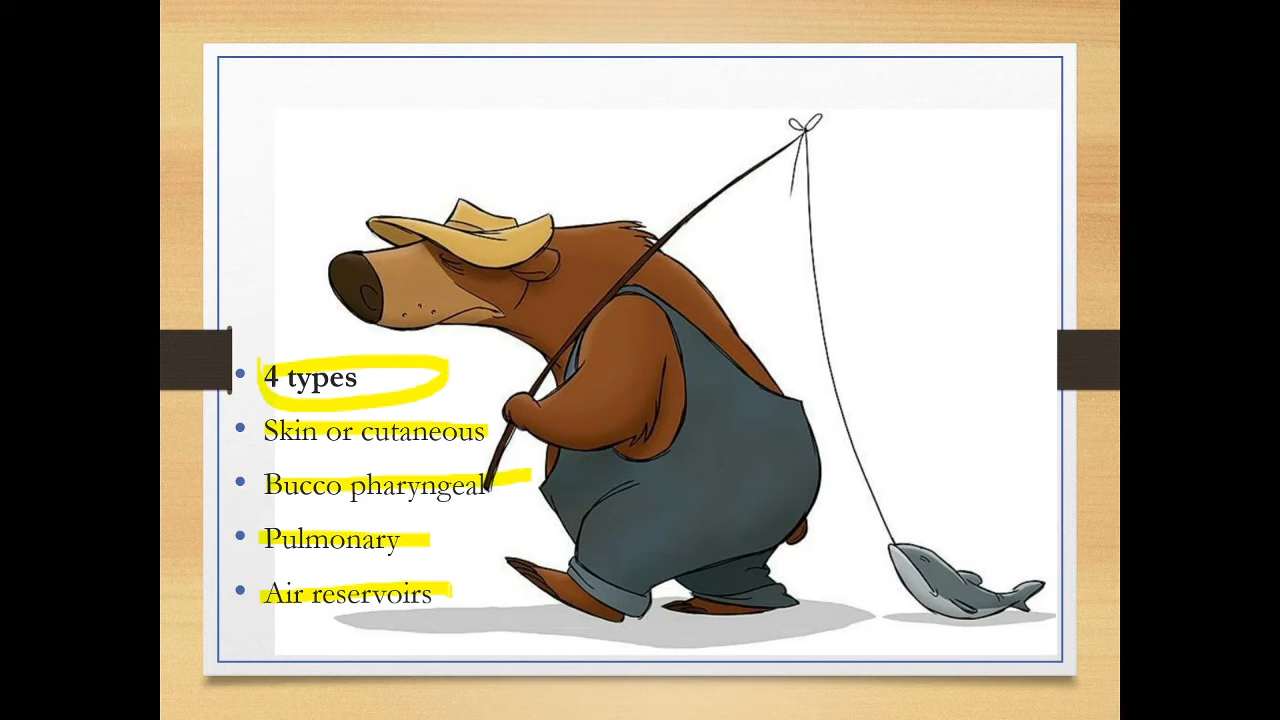 4 types
Skin or cutaneous
Bucco pharyngeal
Pulmonary
Air reservoirs